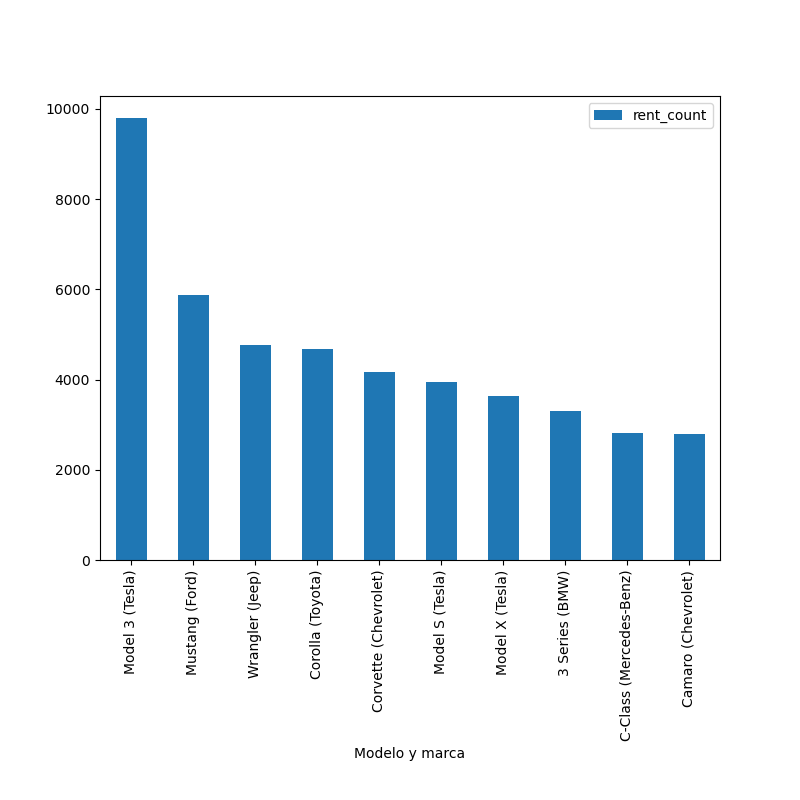 10000
8000
6000
4000
2000
0
rent_count
Model 3 (Tesla)
Mustang (Ford)
Wrangler (Jeep)
Corolla (Toyota)
Corvette (Chevrolet)
Model S (Tesla)
Model X (Tesla)
3 Series (BMW)
C-Class (Mercedes-Benz)
Camaro (Chevrolet)
Modelo y marca